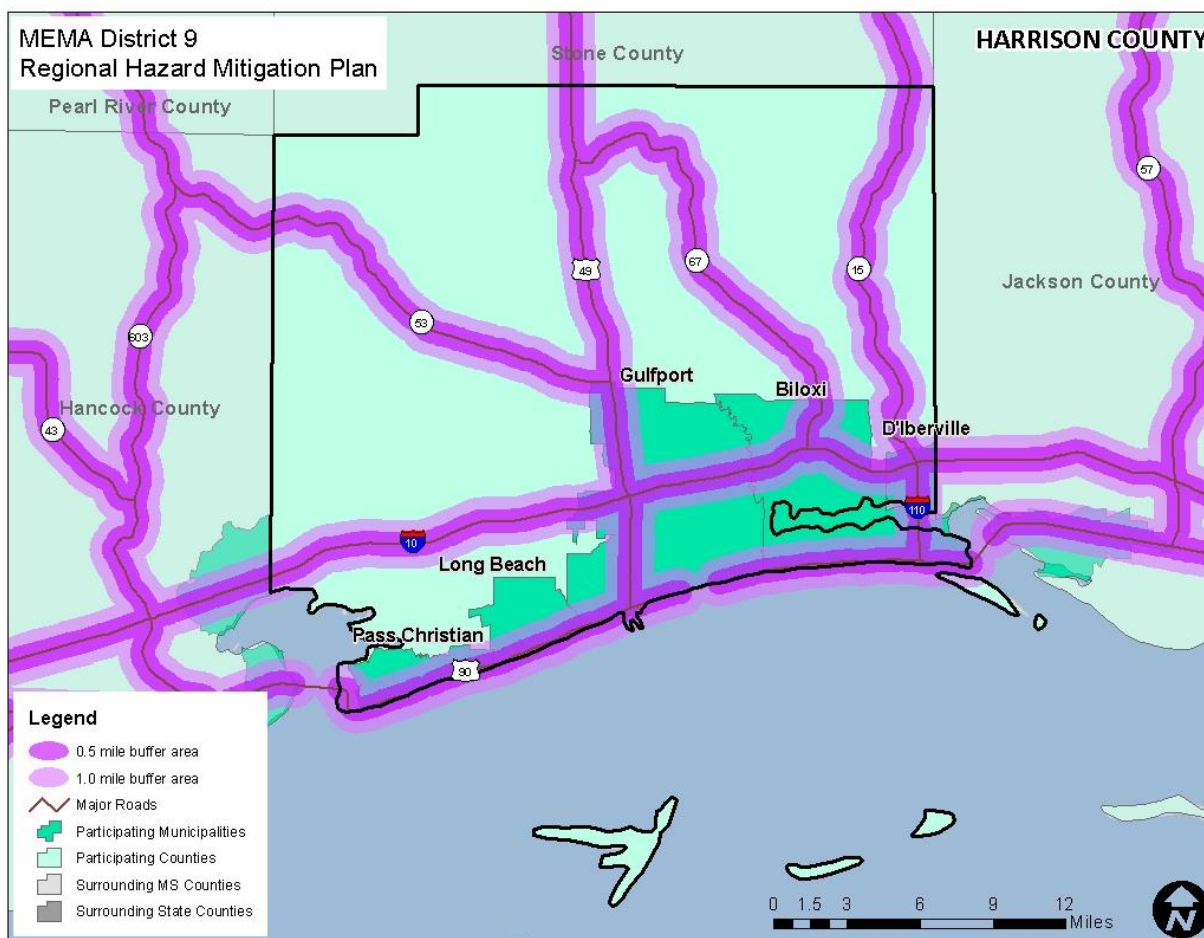 MEMA District 9
Regional Hazard Mitigation Plan
HARRISON COUNTY
Stone County
Pearl River County
57
49
67
15
Jackson County
53
603
Gulfport
Biloxi
Hancock County
43
D'Iberville
110
10
Long Beach
Pass Christian
90
Legend
0.5 mile buffer area
1.0 mile buffer area
Major Roads
Participating Municipalities
Participating Counties
Surrounding MS Counties
Surrounding State Counties
0 1.5 3 6 9 12
Miles
N